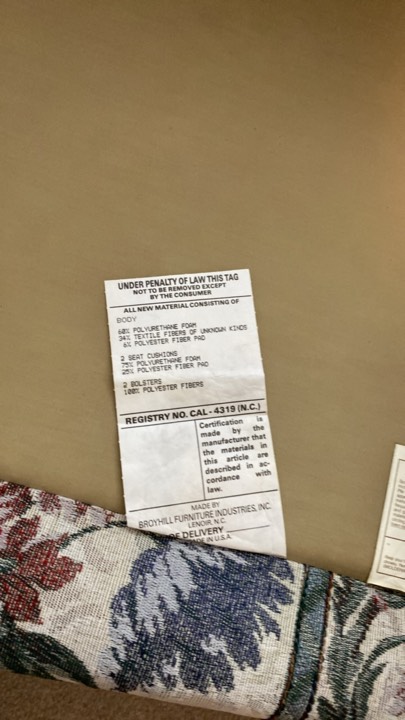 UNDER PENALTY OF LAW THIS TAG
NOT TO BE REMOVED EXCEPT
BY THE CONSUMER
ALL NEW MATERIAL CONSISTING OF
BODY
60% POLYURETHANE FOAM
34% TEXTILE FIBERS OF UNKNOWN KINDS
6% POLYESTER FIBER PAD
2 SEAT CUSHIONS
75% POLYURETHANE FOAM
25% POLYESTER FIBER PAD
2 BOLSTERS
100% POLYESTER FIBERS
REGISTRY NO. CAL - 4319 (N.C.)
Certification is
made by the
manufacturer that
the materials in
this article are
described in ac-
cordance with
law.
MADE BY
BROYHILL FURNITURE INDUSTRIES, INC.
LENOIR, N.C.
DELIVERY
IN U.S.A.